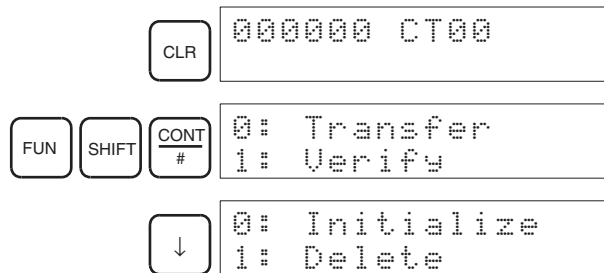 CLR
000000 CT00
FUN SHIFT CONT
#
0: Transfer
1: Verify
↓
0: Initialize
1: Delete